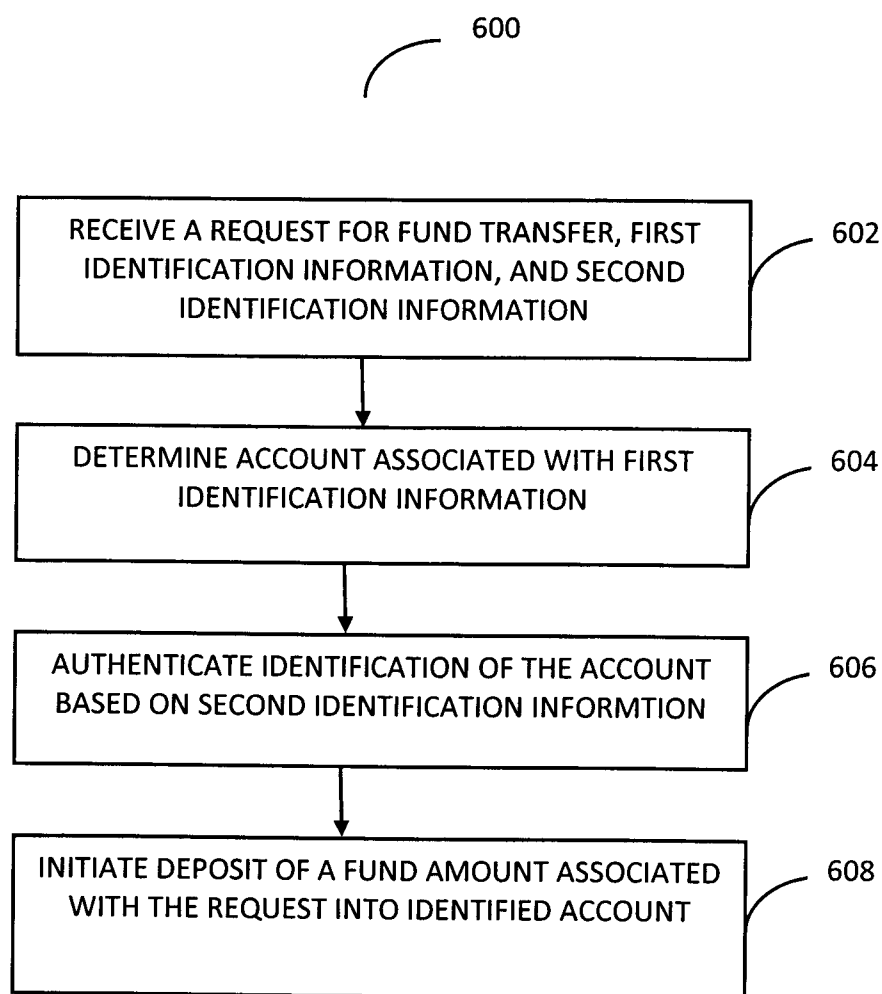 600
RECEIVE A REQUEST FOR FUND TRANSFER, FIRST
IDENTIFICATION INFORMATION, AND SECOND
IDENTIFICATION INFORMATION
602
DETERMINE ACCOUNT ASSOCIATED WITH FIRST
IDENTIFICATION INFORMATION
604
AUTHENTICATE IDENTIFICATION OF THE ACCOUNT
BASED ON SECOND IDENTIFICATION INFORMTION
606
INITIATE DEPOSIT OF A FUND AMOUNT ASSOCIATED
WITH THE REQUEST INTO IDENTIFIED ACCOUNT
608